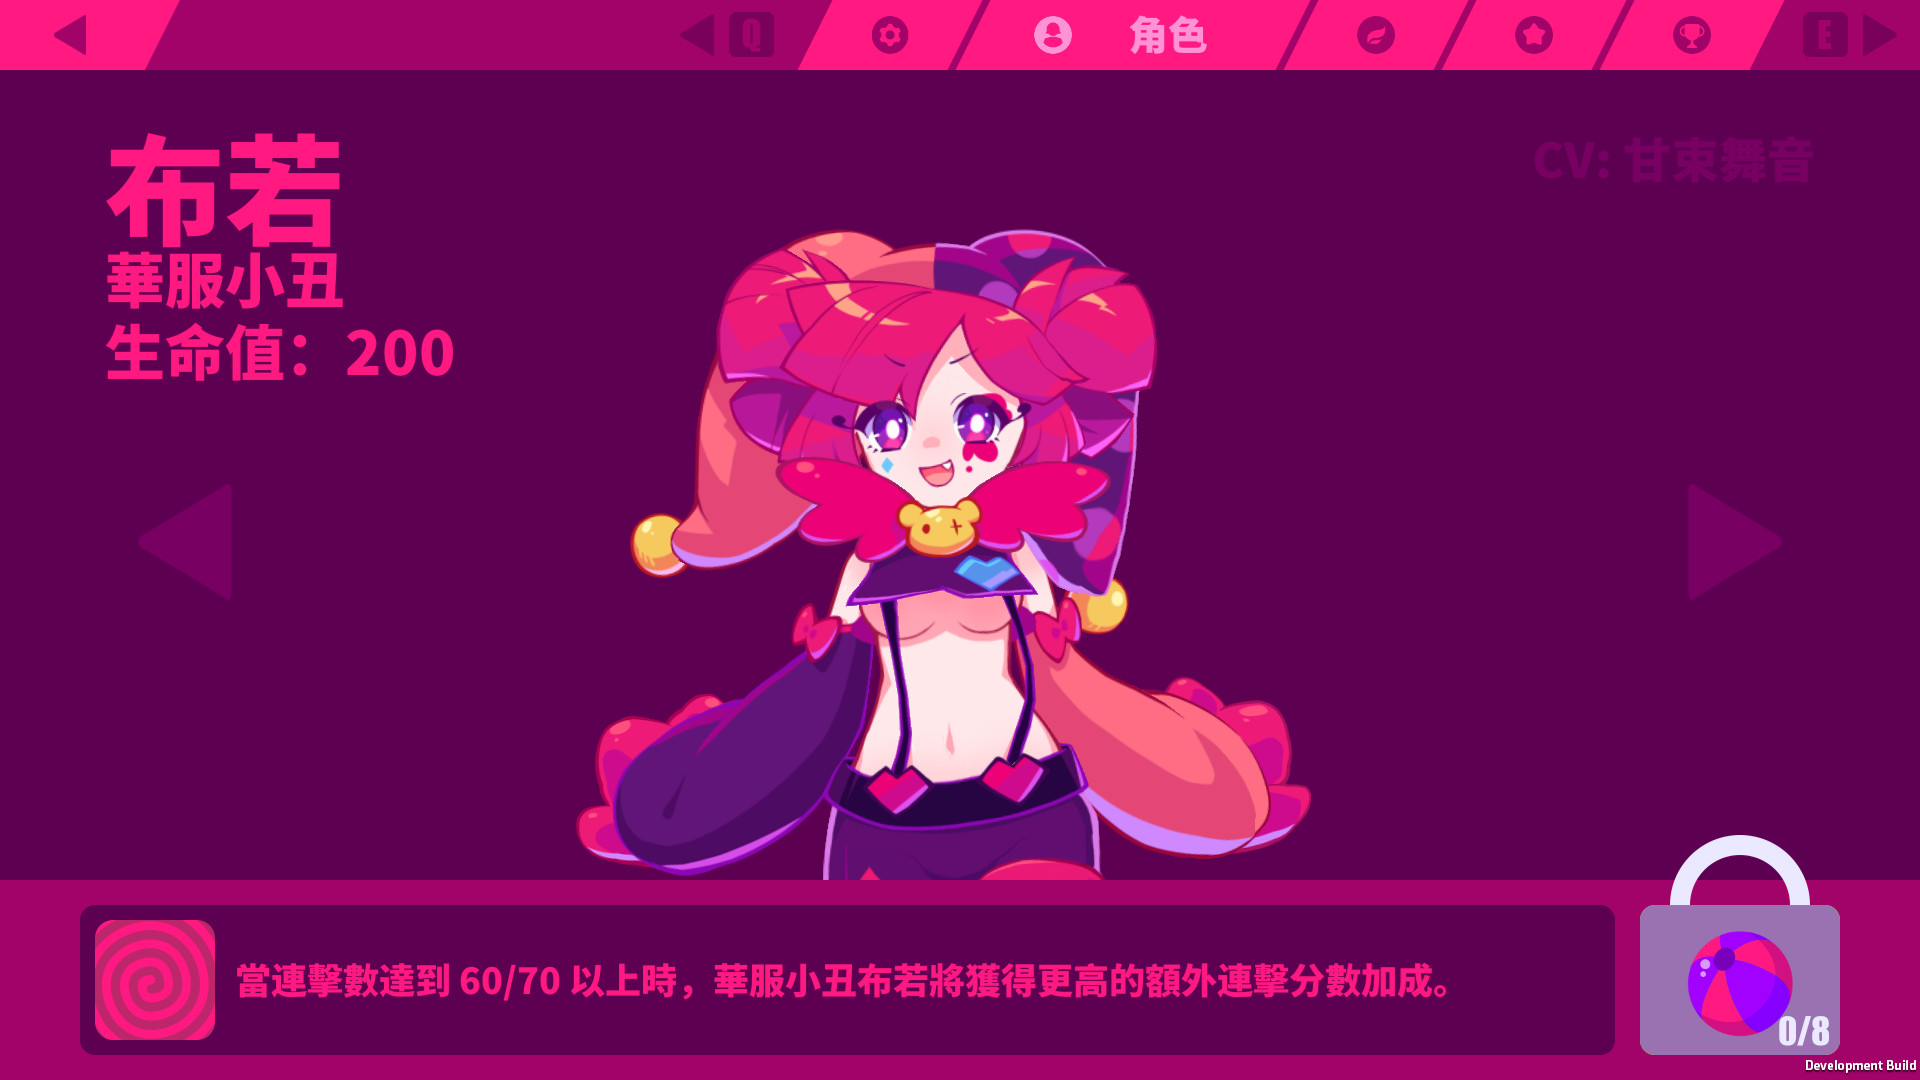 Q
角色
E
布若
CV: 甘束舞音
華服小丑
生命值：200
當連擊數達到 60/70 以上時，華服小丑布若將獲得更高的額外連擊分數加成。
0/8
Development Build